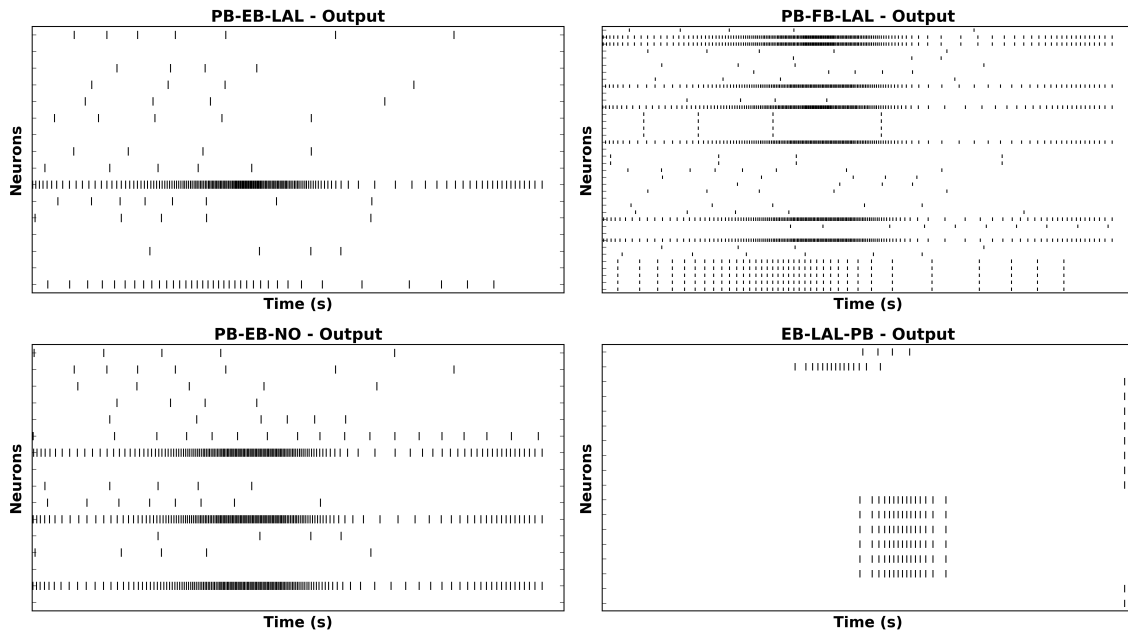 PB-EB-LAL - Output
Neurons
Time (s)
PB-FB-LAL - Output
Neurons
Time (s)
PB-EB-NO - Output
Neurons
Time (s)
EB-LAL-PB - Output
Neurons
Time (s)